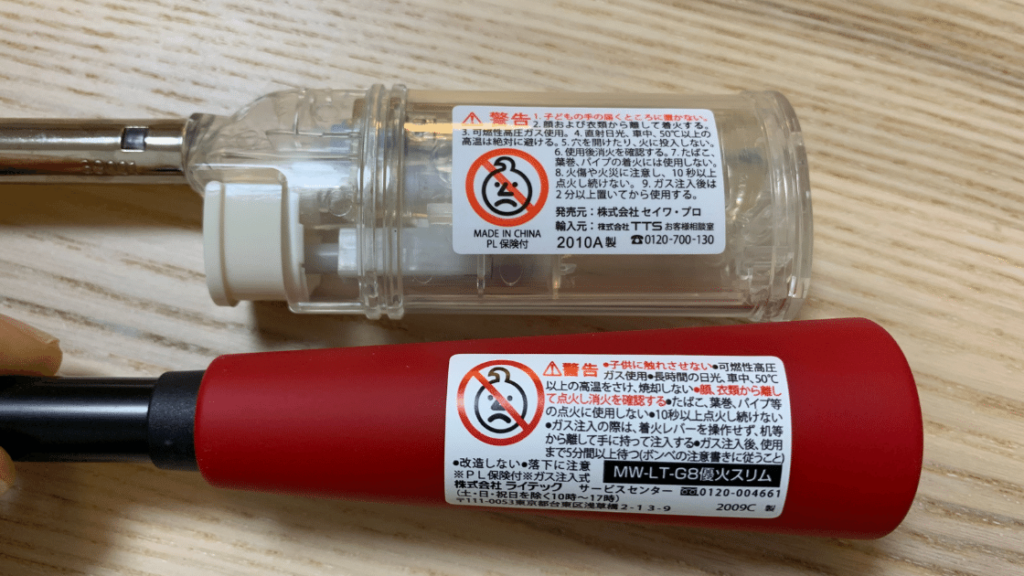 警告 1. 子どもの手の届くところに置かない。
2. 顔および衣類から離して着火する。
3. 可燃性高圧ガス使用。4. 直射日光、車中、50℃以上の
高温は絶対に避ける。5. 穴を開けたり、火に投入しない。
6. 使用後消火を確認する。7. たばこ、
葉巻、パイプの着火には使用しない。
8. 火傷や火災に注意し、10秒以上
点火し続けない。9. ガス注入後は
2分以上置いてから使用する。
MADE IN CHINA
PL保険付
発売元：株式会社 セイワ・プロ
輸入元：株式会社 TTS お客様相談室
2010A製 ☎0120-700-130
警告 ●子供に触れさせない●可燃性高圧
ガス使用●長時間の日光、車中、50℃
以上の高温をさけ、焼却しない●顔、衣類から離し
て点火し消火を確認する●たばこ、葉巻、パイプ等
の点火に使用しない●10秒以上点火し続けない
●ガス注入の際は、着火レバーを操作せず、机等
から離して手に持って注入する●ガス注入後、使用
まで5分間以上待つ(ボンベの注意書きに従うこと)
●改造しない●落下に注意
※PL保険付※ガス注入式
MW-LT-G8優火スリム
株式会社 ライテック サービスセンター 0120-004661
(土・日・祝日を除く10時～17時)
〒111-0053東京都台東区浅草橋2-13-9 2009C 製